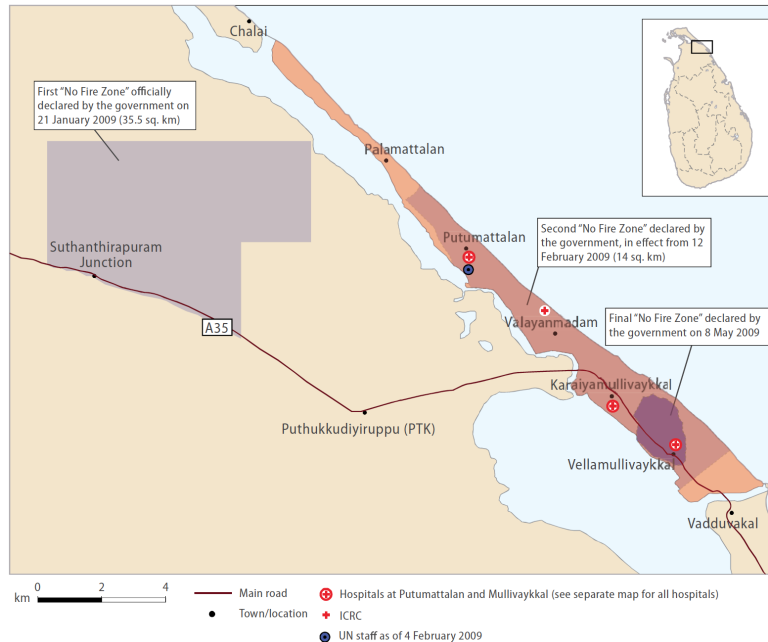 Chalai
First “No Fire Zone” officially
declared by the government on
21 January 2009 (35.5 sq. km)
Palamattalan
Putumattalan
Second “No Fire Zone” declared by
the government, in effect from 12
February 2009 (14 sq. km)
Suthanthirapuram
Junction
A35
Valayanmadam
Final “No Fire Zone” declared by
the government on 8 May 2009
Karaiyamullivaykkal
Puthukkudiyiruppu (PTK)
Vellamullivaykkal
Vadduvakal
0 2 4
km
Main road
Town/location
Hospitals at Putumattalan and Mullivaykkal (see separate map for all hospitals)
ICRC
UN staff as of 4 February 2009